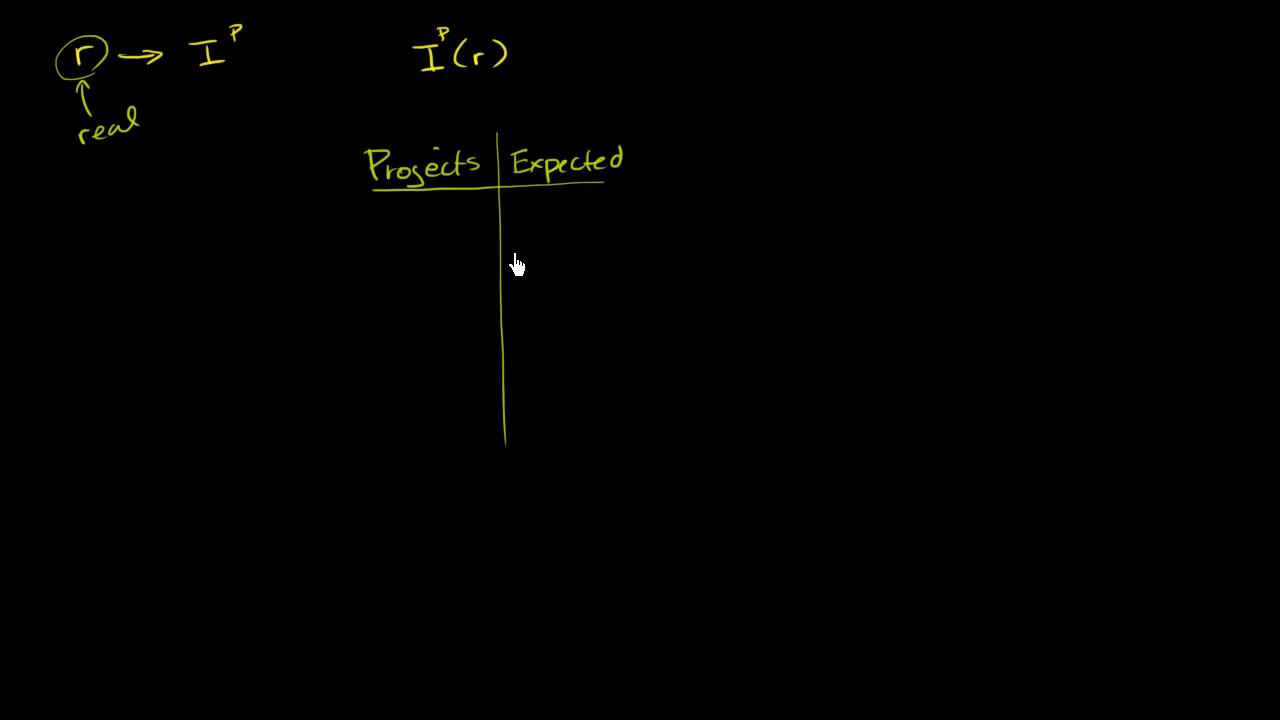 r → I^P
I^P(r)
real
Projects Expected